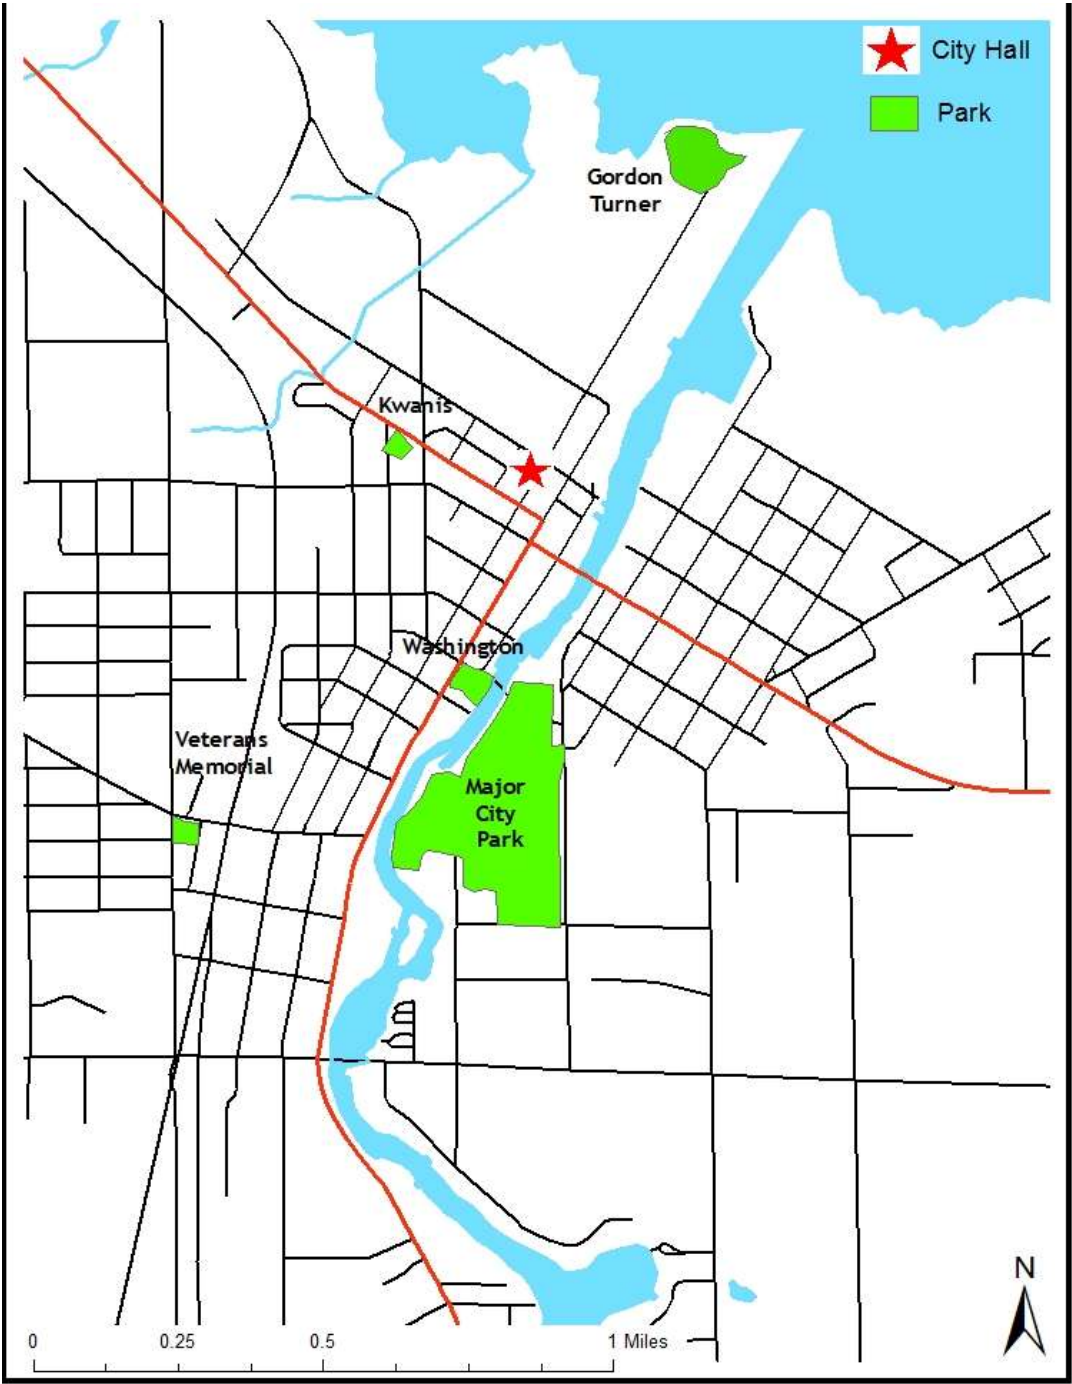 City Hall
Park
Gordon
Turner
Kwanis
Washington
Veterans
Memorial
Major
City
Park
N
0 0.25 0.5 1 Miles